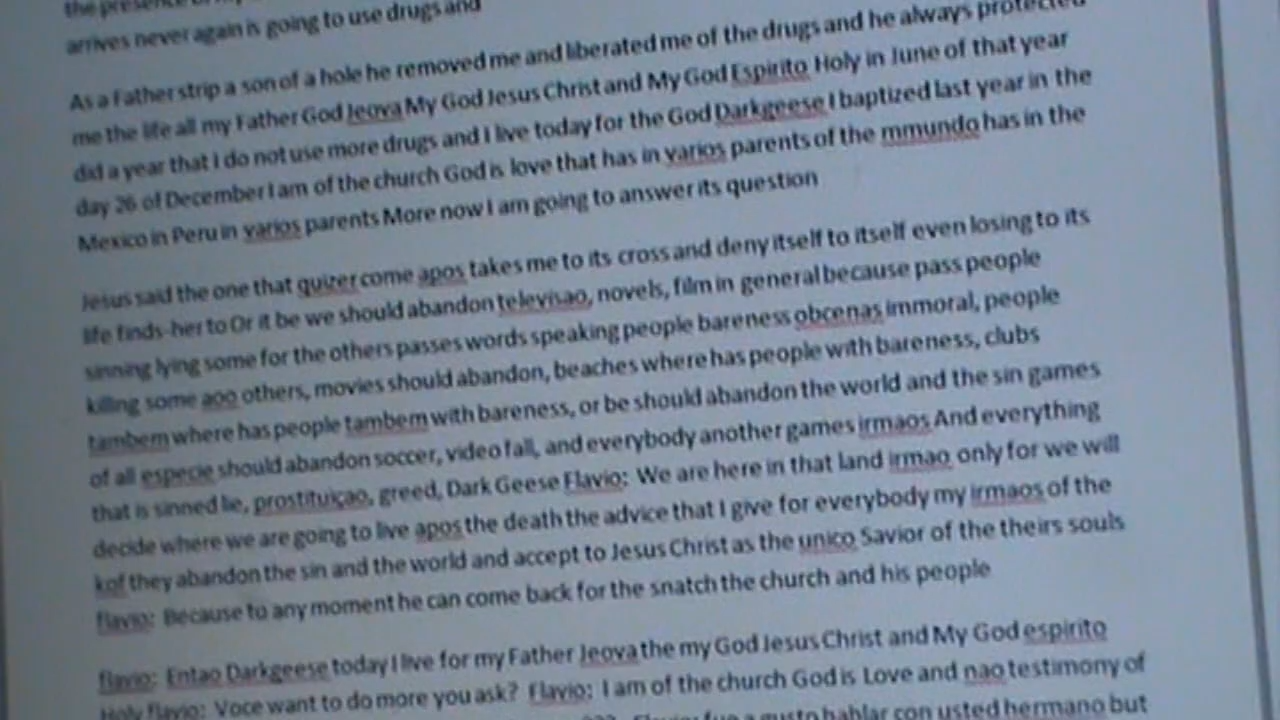 the presence of my
arrives never again is going to use drugs and
As a Father strip a son of a hole he removed me and liberated me of the drugs and he always protected
me the life all my Father God Jeova My God Jesus Christ and My God Espirito Holy in June of that year
did a year that I do not use more drugs and I live today for the God Darkgeese I baptized last year in the
day 26 of December I am of the church God is love that has in varios parents of the mmundo has in the
Mexico in Peru in varios parents More now I am going to answer its question
Jesus said the one that quizer come apos takes me to its cross and deny itself to itself even losing to its
life finds-her to Or it be we should abandon televisao, novels, film in general because pass people
sinning lying some for the others passes words speaking people bareness obcenas immoral, people
killing some aoo others, movies should abandon, beaches where has people with bareness, clubs
tambem where has people tambem with bareness, or be should abandon the world and the sin games
of all especie should abandon soccer, video fall, and everybody another games irmaos And everything
that is sinned lie, prostituiçao, greed, Dark Geese Flavio: We are here in that land irmao only for we will
decide where we are going to live apos the death the advice that I give for everybody my irmaos of the
kof they abandon the sin and the world and accept to Jesus Christ as the unico Savior of the theirs souls
flavio: Because to any moment he can come back for the snatch the church and his people
flavio: Entao Darkgeese today I live for my Father Jeova the my God Jesus Christ and My God espirito
Holy flavio: Voce want to do more you ask? Flavio: I am of the church God is Love and nao testimony of
??? Flavio: fue a gusto hablar con usted hermano but